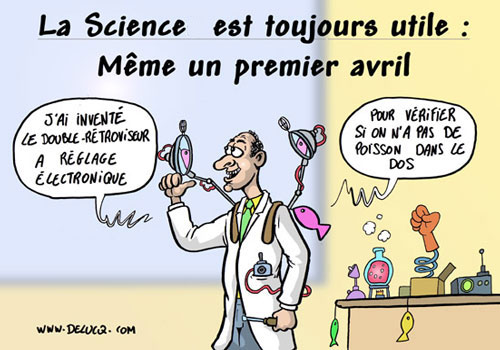 La Science est toujours utile :
Même un premier avril
J'AI INVENTÉ
LE DOUBLE-RÉTROVISEUR
A RÉGLAGE
ÉLECTRONIQUE
POUR VÉRIFIER
SI ON N'A PAS DE
POISSON DANS LE
DOS
WWW.DELUCQ.COM